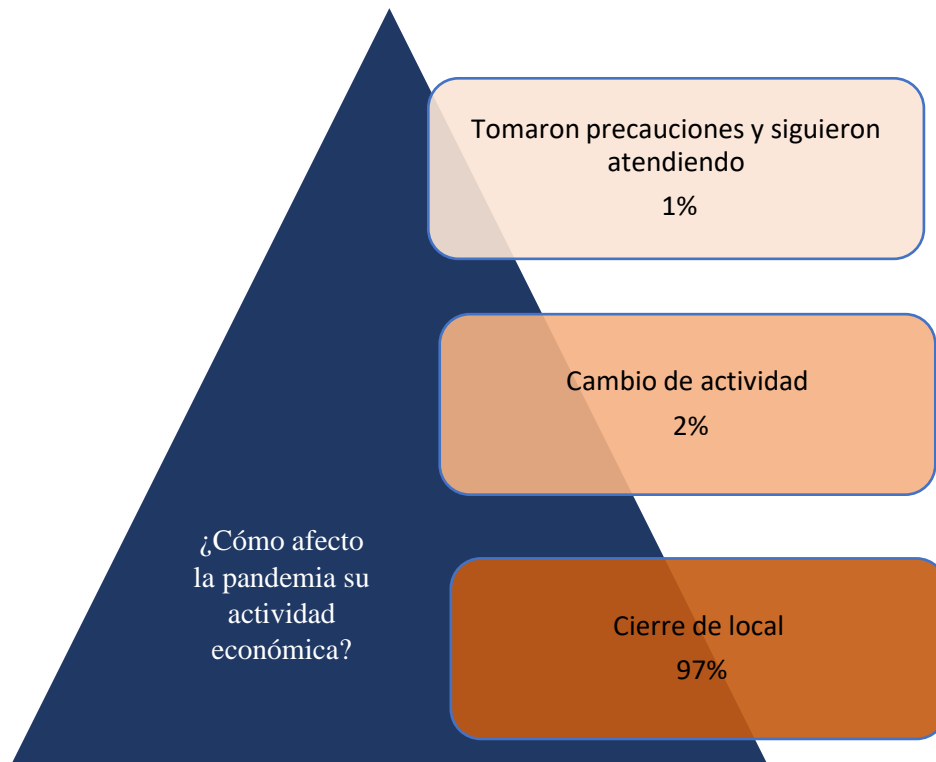 Tomaron precauciones y siguieron
atendiendo
1%
Cambio de actividad
2%
¿Cómo afecto
la pandemia su
actividad
económica?
Cierre de local
97%